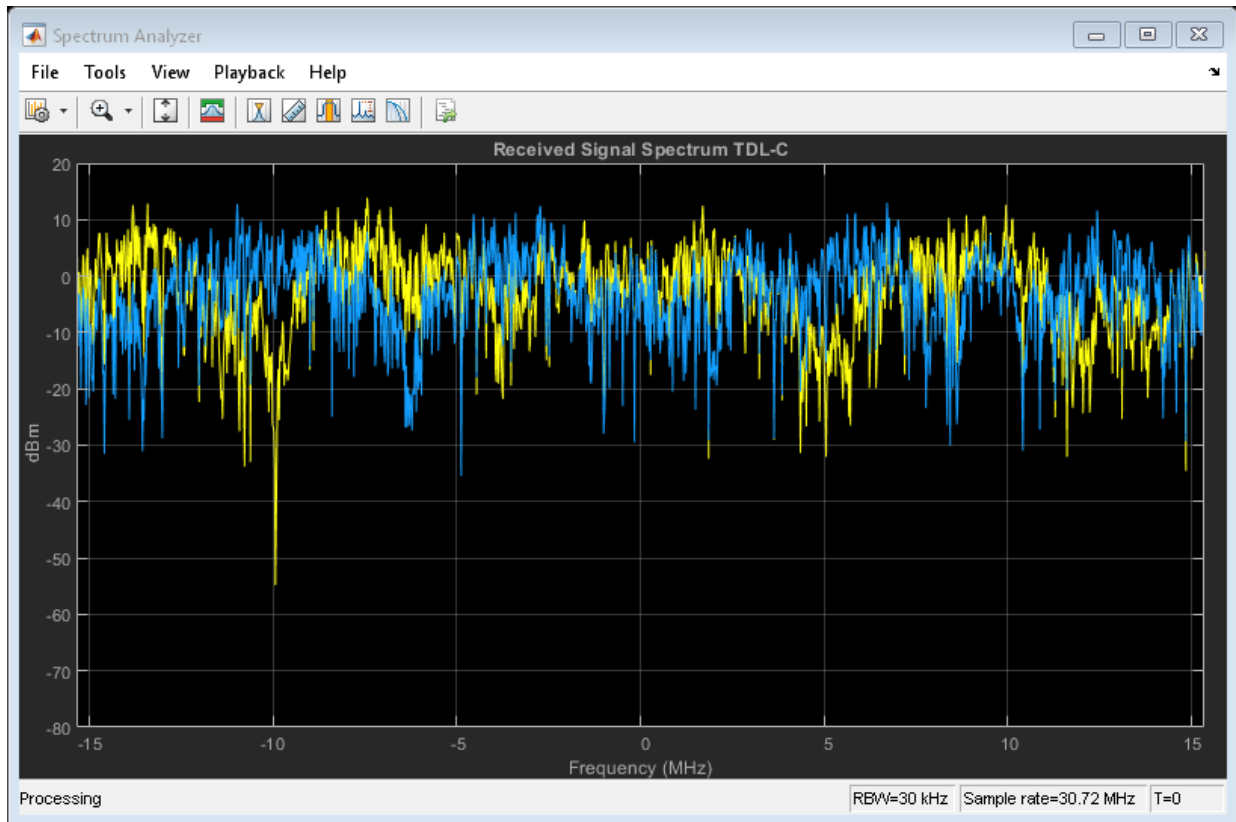 Spectrum Analyzer
File Tools View Playback Help
Received Signal Spectrum TDL-C
20
10
0
-10
-20
-30
-40
-50
-60
-70
-80
dBm
-15 -10 -5 0 5 10 15
Frequency (MHz)
Processing RBW=30 kHz Sample rate=30.72 MHz T=0